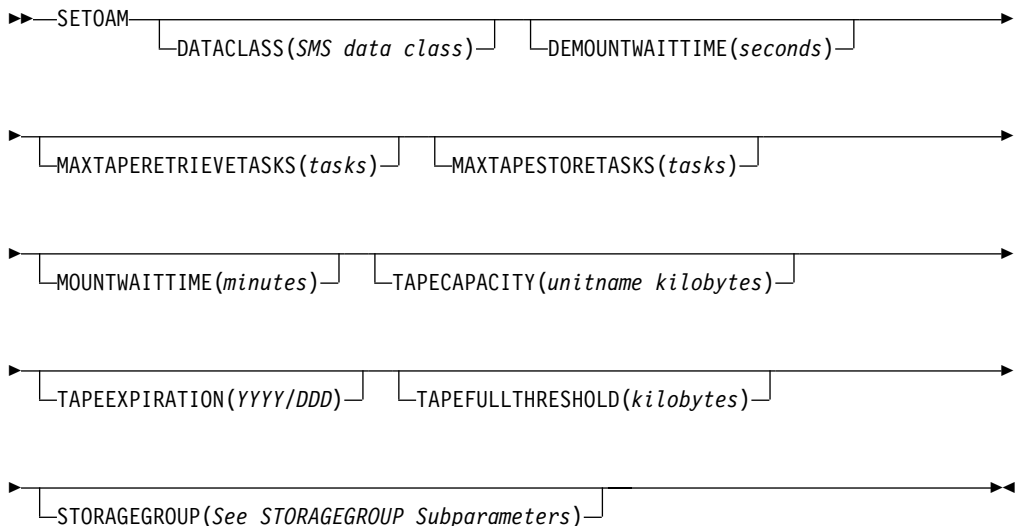 SETOAM
DATACLASS(SMS data class) DEMOUNTWAITTIME(seconds)
MAXTAPERETRIEVETASKS(tasks) MAXTAPESTORETASKS(tasks)
MOUNTWAITTIME(minutes) TAPECAPACITY(unitname kilobytes)
TAPEEXPIRATION(YYYY/DDD) TAPEFULLTHRESHOLD(kilobytes)
STORAGEGROUP(See STORAGEGROUP Subparameters)